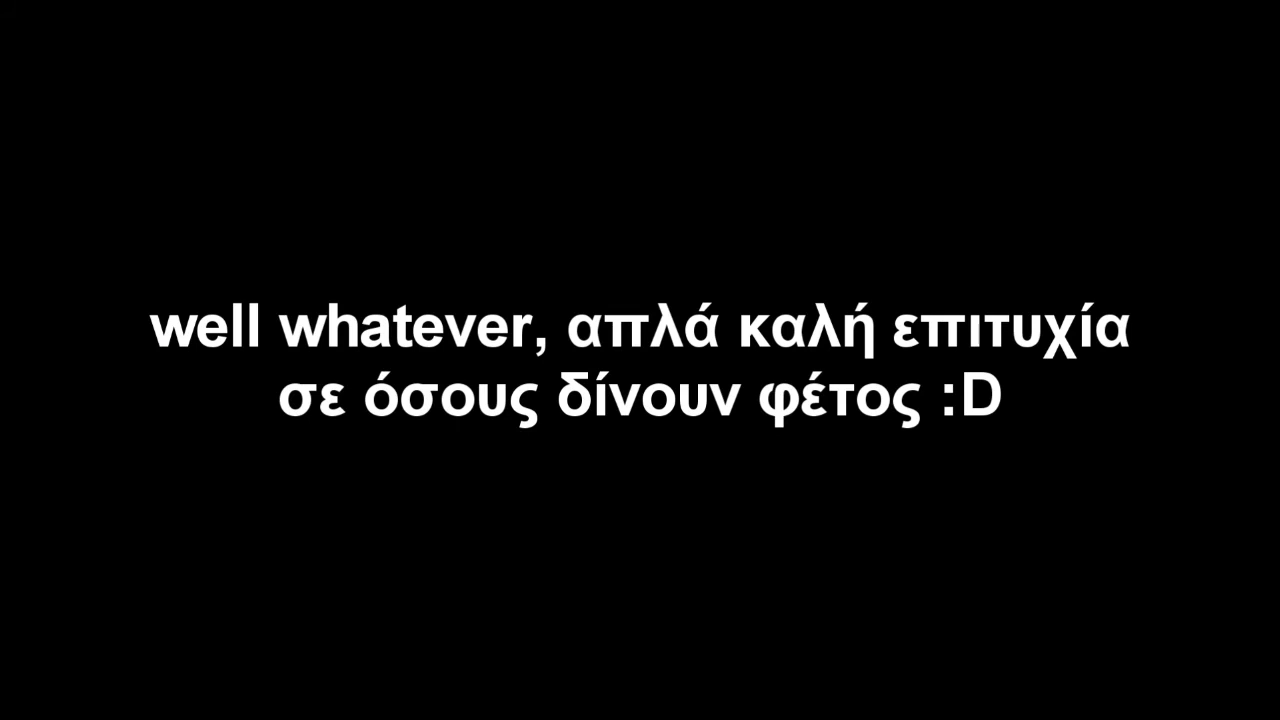 well whatever, απλά καλή επιτυχία
σε όσους δίνουν φέτος :D